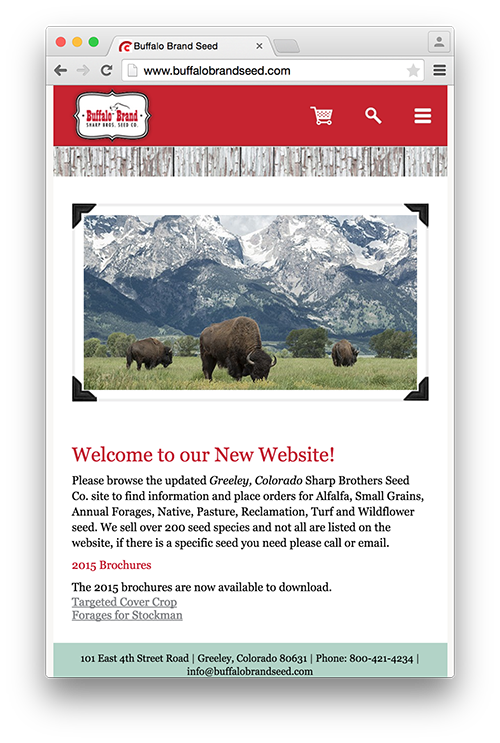 Buffalo Brand Seed
www.buffalobrandseed.com
Buffalo Brand
SHARP BROS. SEED CO.
Welcome to our New Website!
Please browse the updated Greeley, Colorado Sharp Brothers Seed
Co. site to find information and place orders for Alfalfa, Small Grains,
Annual Forages, Native, Pasture, Reclamation, Turf and Wildflower
seed. We sell over 200 seed species and not all are listed on the
website, if there is a specific seed you need please call or email.
2015 Brochures
The 2015 brochures are now available to download.
Targeted Cover Crop
Forages for Stockman
101 East 4th Street Road | Greeley, Colorado 80631 | Phone: 800-421-4234 |
info@buffalobrandseed.com